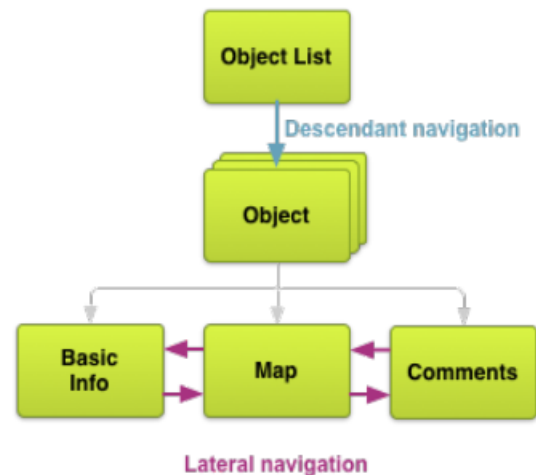 Object List
Descendant navigation
Object
Basic
Info
Map
Comments
Lateral navigation